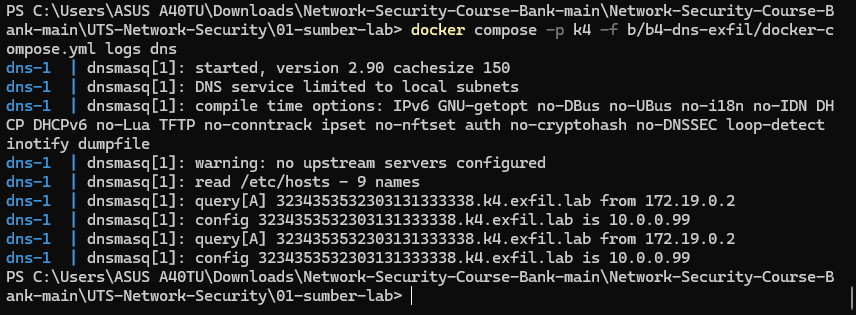 PS C:\Users\ASUS A40TU\Downloads\Network-Security-Course-Bank-main\Network-Security-Course-B
ank-main\UTS-Network-Security\01-sumber-lab> docker compose -p k4 -f b/b4-dns-exfil/docker-c
ompose.yml logs dns
dns-1  | dnsmasq[1]: started, version 2.90 cachesize 150
dns-1  | dnsmasq[1]: DNS service limited to local subnets
dns-1  | dnsmasq[1]: compile time options: IPv6 GNU-getopt no-DBus no-UBus no-i18n no-IDN DH
CP DHCPv6 no-Lua TFTP no-conntrack ipset no-nftset auth no-cryptohash no-DNSSEC loop-detect
inotify dumpfile
dns-1  | dnsmasq[1]: warning: no upstream servers configured
dns-1  | dnsmasq[1]: read /etc/hosts - 9 names
dns-1  | dnsmasq[1]: query[A] 3234353532303131333338.k4.exfil.lab from 172.19.0.2
dns-1  | dnsmasq[1]: config 3234353532303131333338.k4.exfil.lab is 10.0.0.99
dns-1  | dnsmasq[1]: query[A] 3234353532303131333338.k4.exfil.lab from 172.19.0.2
dns-1  | dnsmasq[1]: config 3234353532303131333338.k4.exfil.lab is 10.0.0.99
PS C:\Users\ASUS A40TU\Downloads\Network-Security-Course-Bank-main\Network-Security-Course-B
ank-main\UTS-Network-Security\01-sumber-lab>